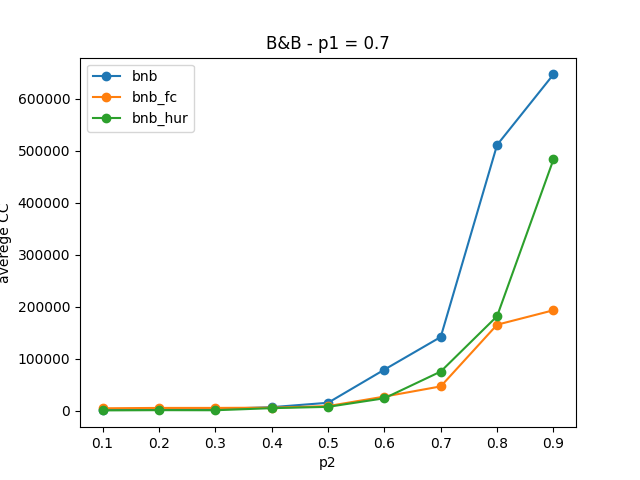 B&B - p1 = 0.7
bnb
bnb_fc
bnb_hur
averege CC
600000
500000
400000
300000
200000
100000
0
0.1 0.2 0.3 0.4 0.5 0.6 0.7 0.8 0.9
p2